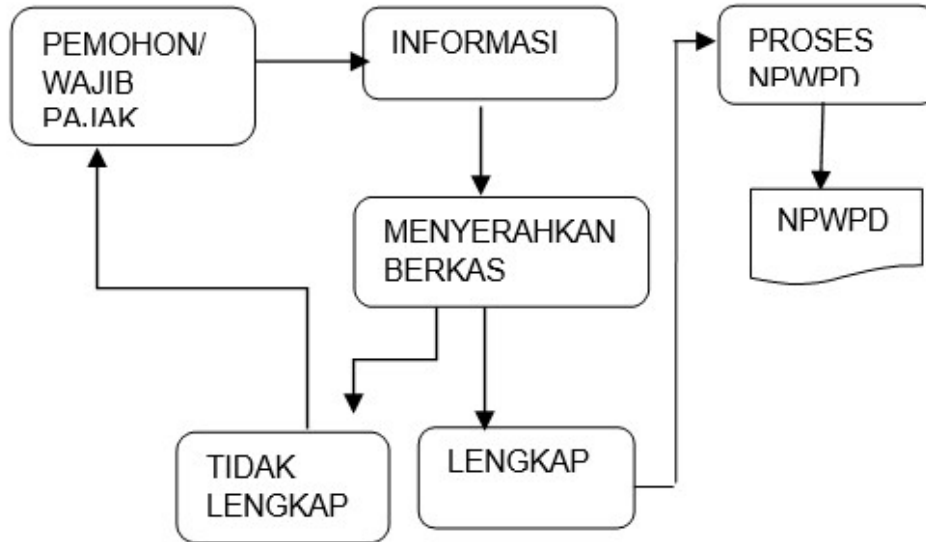 PEMOHON/
WAJIB
PAJAK
INFORMASI
PROSES
NPWPD
MENYERAHKAN
BERKAS
NPWPD
TIDAK
LENGKAP
LENGKAP